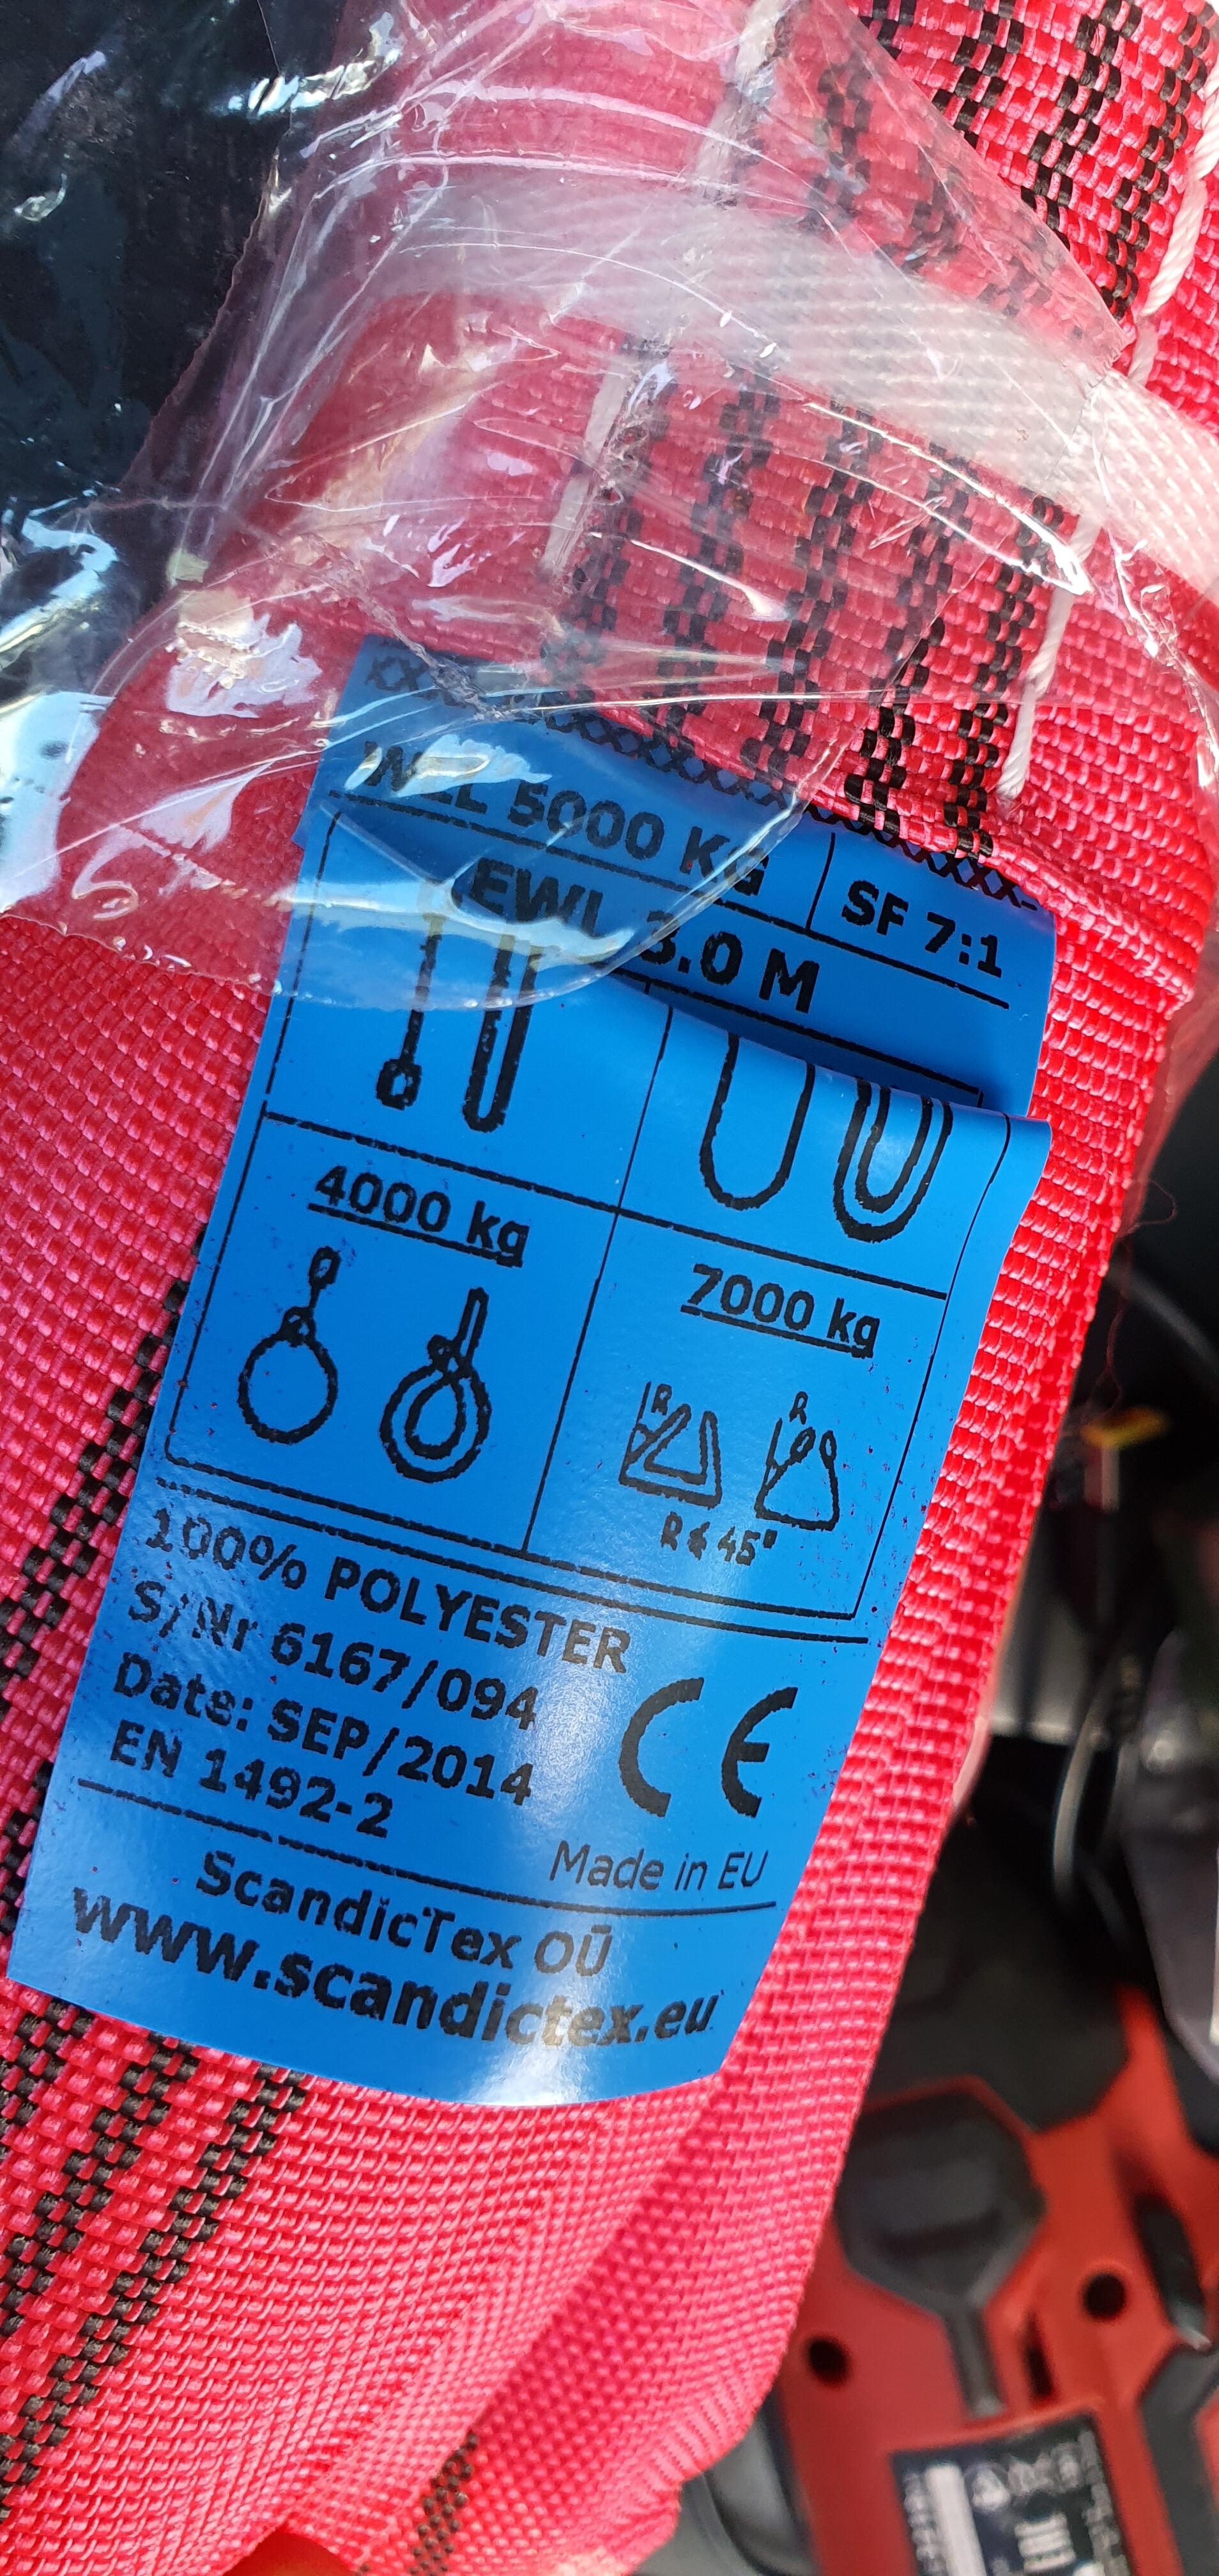 WLL 5000 KG
SF 7:1
EWL 3.0 M
4000 kg
7000 kg
R
R
R ≮ 45°
100% POLYESTER
S/Nr 6167/094
Date: SEP/2014
EN 1492-2
CE
Made in EU
ScandicTex OÜ
www.scandictex.eu